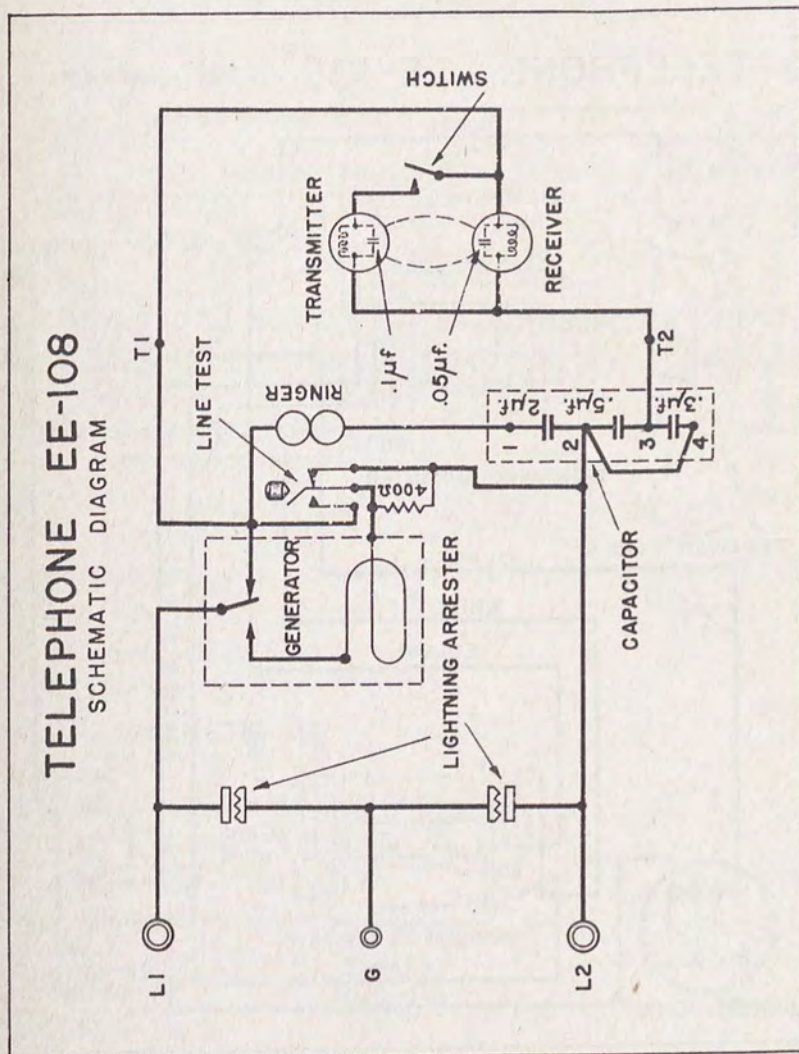 TELEPHONE EE-108
SCHEMATIC DIAGRAM
L1
G
L2
T1
LINE TEST
TRANSMITTER
SWITCH
GENERATOR
RINGER
400Ω
.1µf
.05µf.
RECEIVER
LIGHTNING ARRESTER
CAPACITOR
1
2
3
4
.2µf.
.5µf.
.3µf.
T2